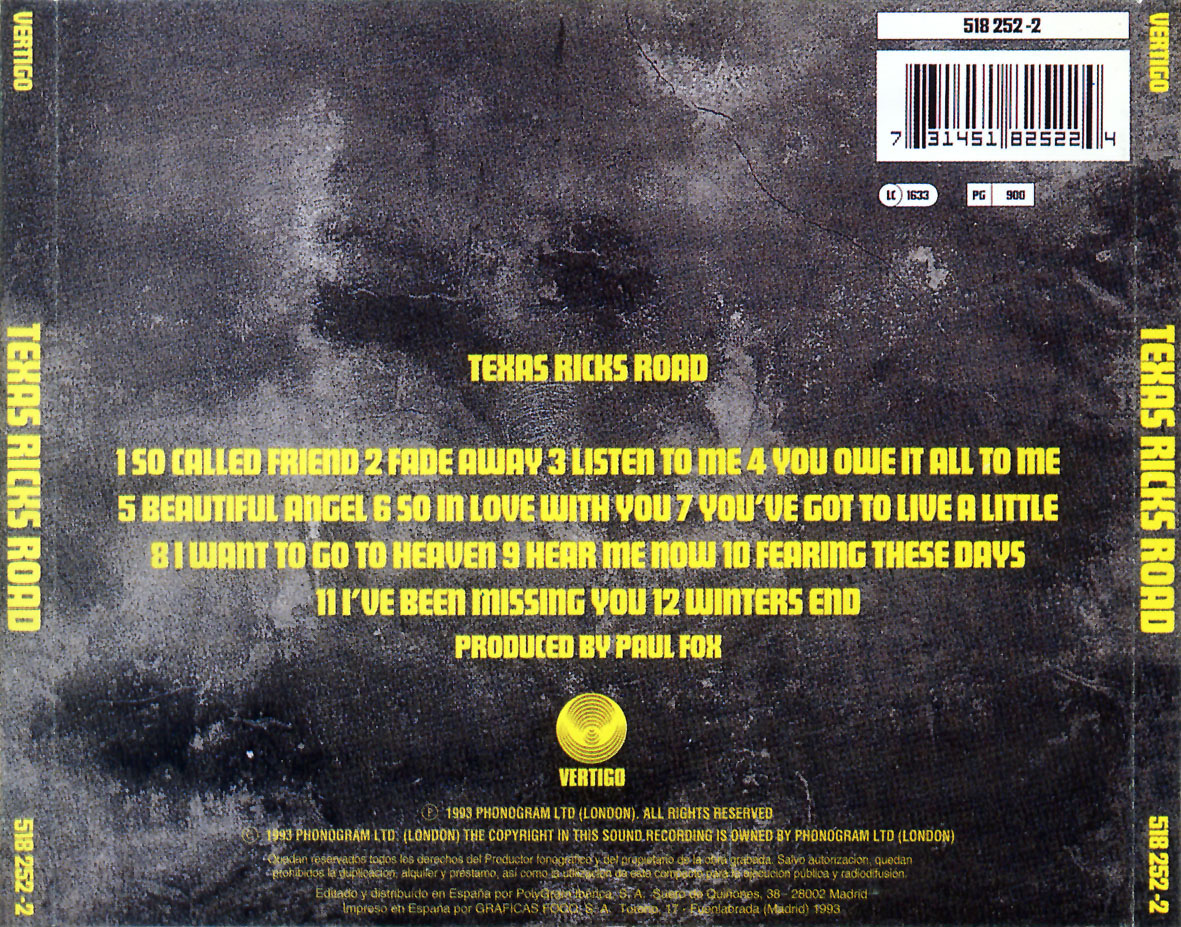 VERTIGO
TEXAS RICKS ROAD
518 252-2
518 252-2
7 31451 82522 4
LC 1633
PG 900
TEXAS RICKS ROAD
1 SO CALLED FRIEND 2 FADE AWAY 3 LISTEN TO ME 4 YOU OWE IT ALL TO ME
5 BEAUTIFUL ANGEL 6 SO IN LOVE WITH YOU 7 YOU'VE GOT TO LIVE A LITTLE
8 I WANT TO GO TO HEAVEN 9 HEAR ME NOW 10 FEARING THESE DAYS
11 I'VE BEEN MISSING YOU 12 WINTERS END
PRODUCED BY PAUL FOX
VERTIGO
Ⓟ 1993 PHONOGRAM LTD (LONDON). ALL RIGHTS RESERVED
© 1993 PHONOGRAM LTD (LONDON) THE COPYRIGHT IN THIS SOUND RECORDING IS OWNED BY PHONOGRAM LTD (LONDON)
Quedan reservados todos los derechos del Productor fonográfico y del propietario de la obra grabada. Salvo autorización, quedan
prohibidos la duplicación, alquiler y préstamo, así como la utilización de este compacto para la ejecución pública y radiodifusión.
Editado y distribuido en España por PolyGram Ibérica, S. A. Suero de Quiñones, 38 - 28002 Madrid
Impreso en España por GRAFICAS S. A. 17 - Fuenlabrada (Madrid) 1993
VERTIGO
TEXAS RICKS ROAD
518 252-2